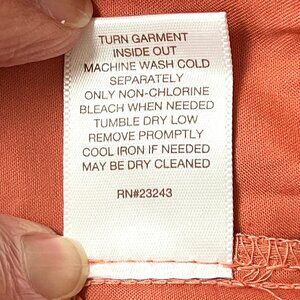 TURN GARMENT
INSIDE OUT
MACHINE WASH COLD
SEPARATELY
ONLY NON-CHLORINE
BLEACH WHEN NEEDED
TUMBLE DRY LOW
REMOVE PROMPTLY
COOL IRON IF NEEDED
MAY BE DRY CLEANED
RN#23243